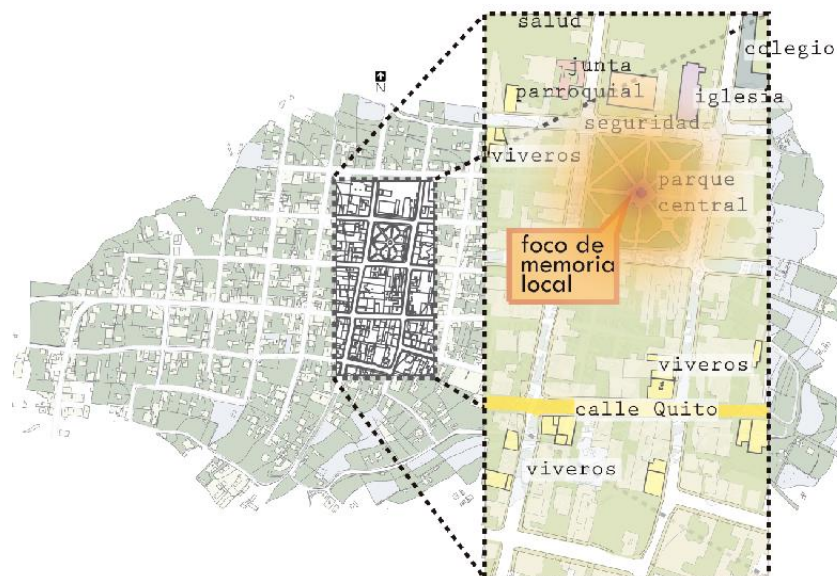 salud
colegio
junta
parroquial
iglesia
N
seguridad
viveros
parque
central
foco de
memoria
local
viveros
calle Quito
viveros